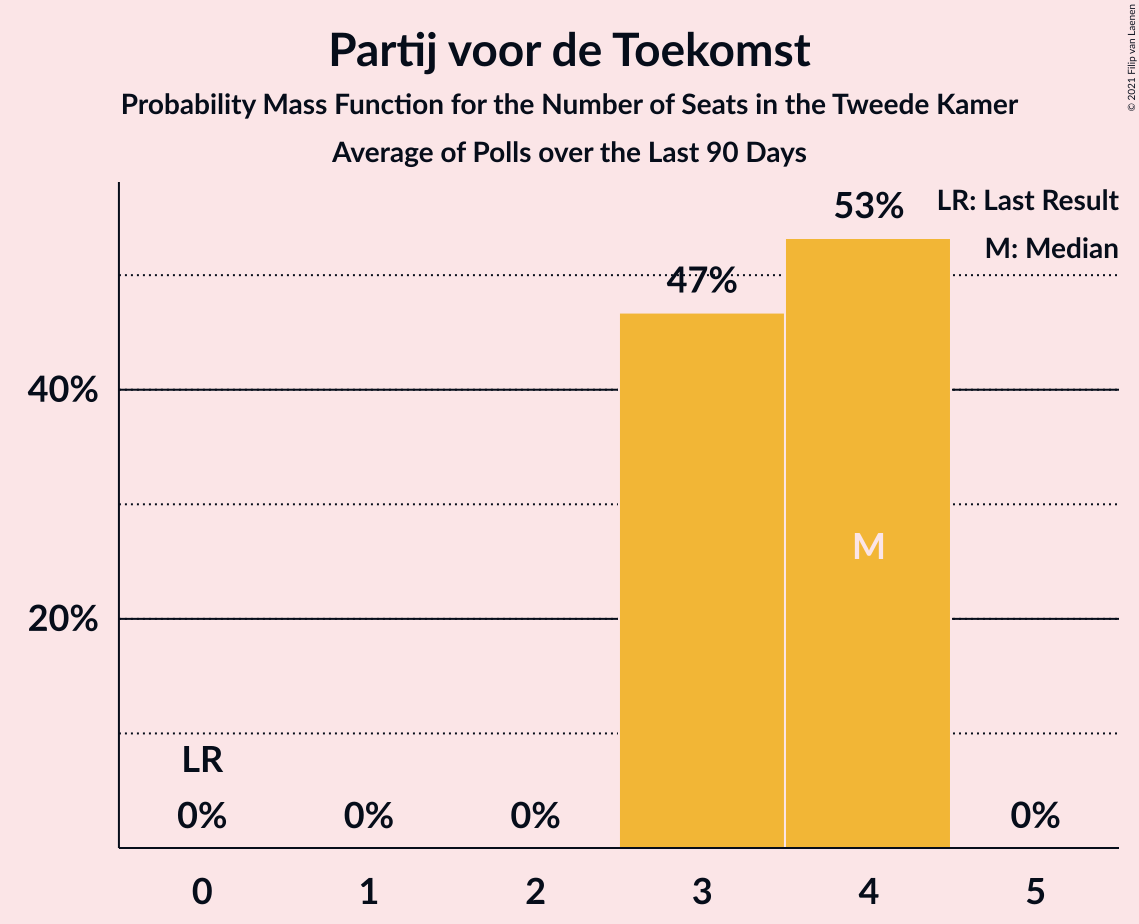 Partij voor de Toekomst
Probability Mass Function for the Number of Seats in the Tweede Kamer
Average of Polls over the Last 90 Days
© 2021 Filip van Laenen
LR: Last Result
M: Median
53%
47%
40%
M
20%
LR
0% 0% 0% 0%
0 1 2 3 4 5